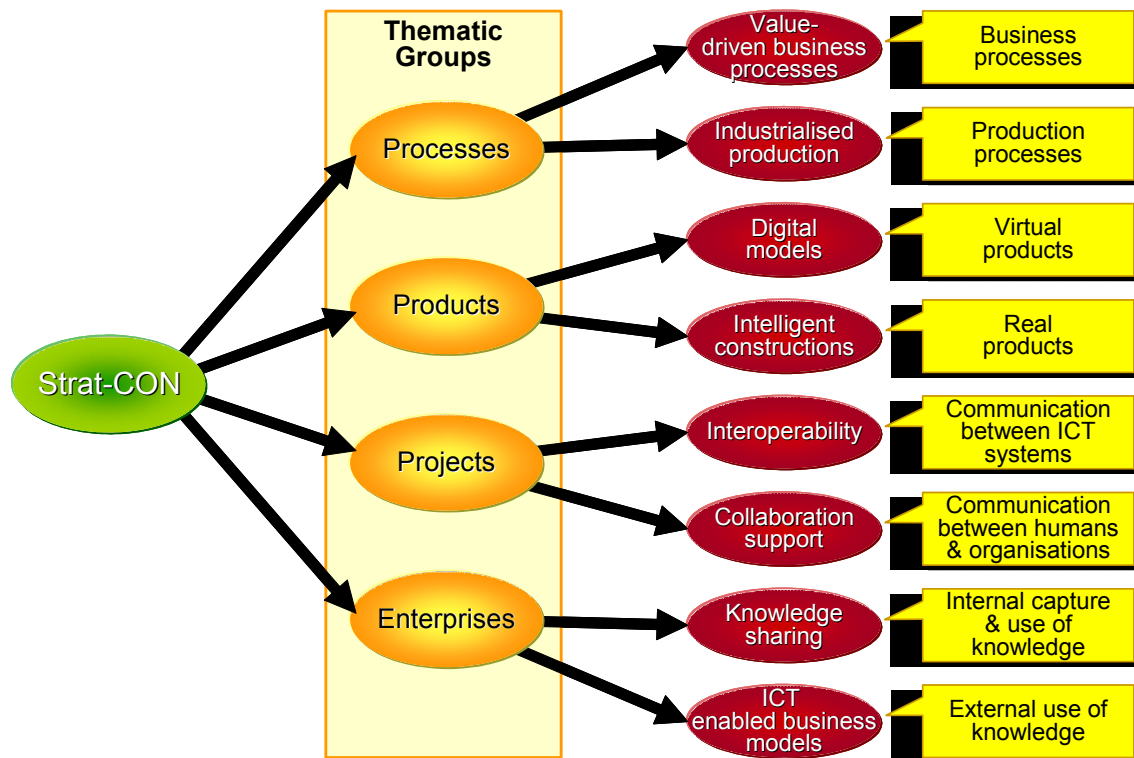 Thematic
Groups
Strat-CON
Processes
Products
Projects
Enterprises
Value-
driven business
processes
Business
processes
Industrialised
production
Production
processes
Digital
models
Virtual
products
Intelligent
constructions
Real
products
Interoperability
Communication
between ICT
systems
Collaboration
support
Communication
between humans
& organisations
Knowledge
sharing
Internal capture
& use of
knowledge
ICT
enabled business
models
External use of
knowledge